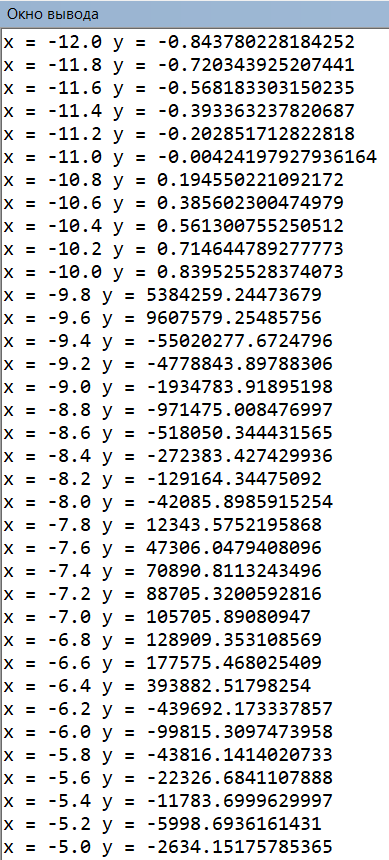 Окно вывода
x = -12.0 y = -0.843780228184252
x = -11.8 y = -0.720343925207441
x = -11.6 y = -0.568183303150235
x = -11.4 y = -0.393363237820687
x = -11.2 y = -0.202851712822818
x = -11.0 y = -0.00424197927936164
x = -10.8 y = 0.194550221092172
x = -10.6 y = 0.385602300474979
x = -10.4 y = 0.561300755250512
x = -10.2 y = 0.714644789277773
x = -10.0 y = 0.839525528374073
x = -9.8 y = 5384259.24473679
x = -9.6 y = 9607579.25485756
x = -9.4 y = -55020277.6724796
x = -9.2 y = -4778843.89788306
x = -9.0 y = -1934783.91895198
x = -8.8 y = -971475.008476997
x = -8.6 y = -518050.344431565
x = -8.4 y = -272383.427429936
x = -8.2 y = -129164.34475092
x = -8.0 y = -42085.8985915254
x = -7.8 y = 12343.5752195868
x = -7.6 y = 47306.0479408096
x = -7.4 y = 70890.8113243496
x = -7.2 y = 88705.3200592816
x = -7.0 y = 105705.89080947
x = -6.8 y = 128909.353108569
x = -6.6 y = 177575.468025409
x = -6.4 y = 393882.51798254
x = -6.2 y = -439692.173337857
x = -6.0 y = -99815.3097473958
x = -5.8 y = -43816.1414020733
x = -5.6 y = -22326.6841107888
x = -5.4 y = -11783.6999629997
x = -5.2 y = -5998.6936161431
x = -5.0 y = -2634.15175785365